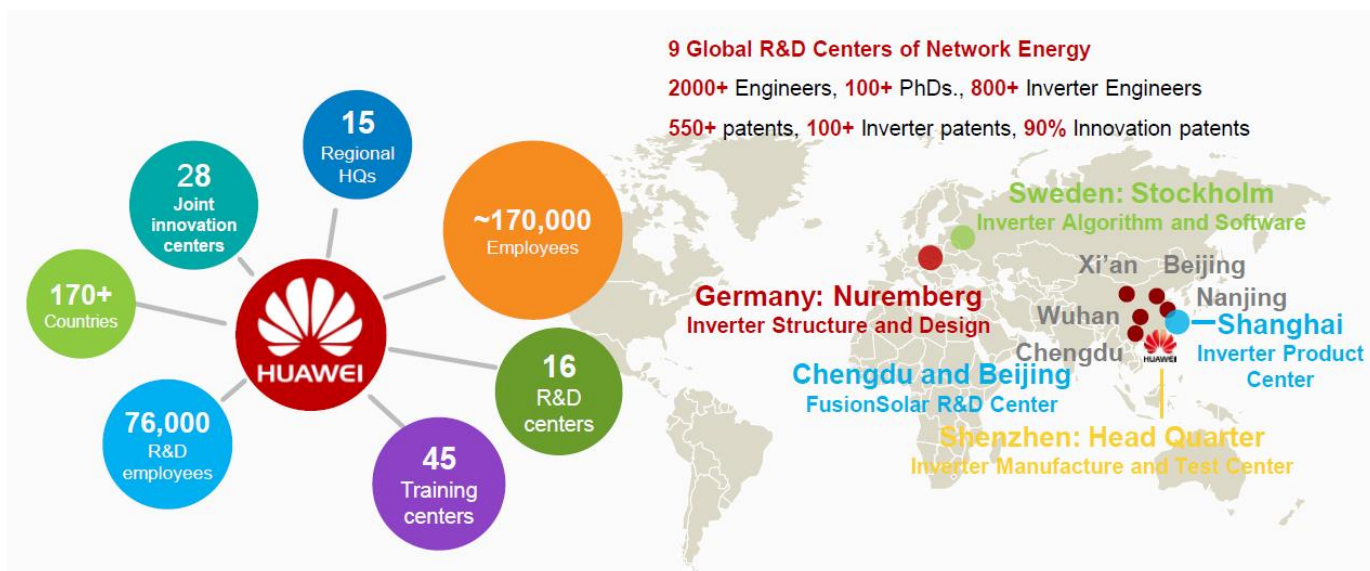 9 Global R&D Centers of Network Energy
2000+ Engineers, 100+ PhDs., 800+ Inverter Engineers
550+ patents, 100+ Inverter patents, 90% Innovation patents
15
Regional
HQs
28
Joint
innovation
centers
~170,000
Employees
170+
Countries
HUAWEI
16
R&D
centers
76,000
R&D
employees
45
Training
centers
Sweden: Stockholm
Inverter Algorithm and Software
Xi'an
Beijing
Germany: Nuremberg
Inverter Structure and Design
Nanjing
Wuhan
Shanghai
Inverter Product
Center
Chengdu
HUAWEI
Chengdu and Beijing
FusionSolar R&D Center
Shenzhen: Head Quarter
Inverter Manufacture and Test Center